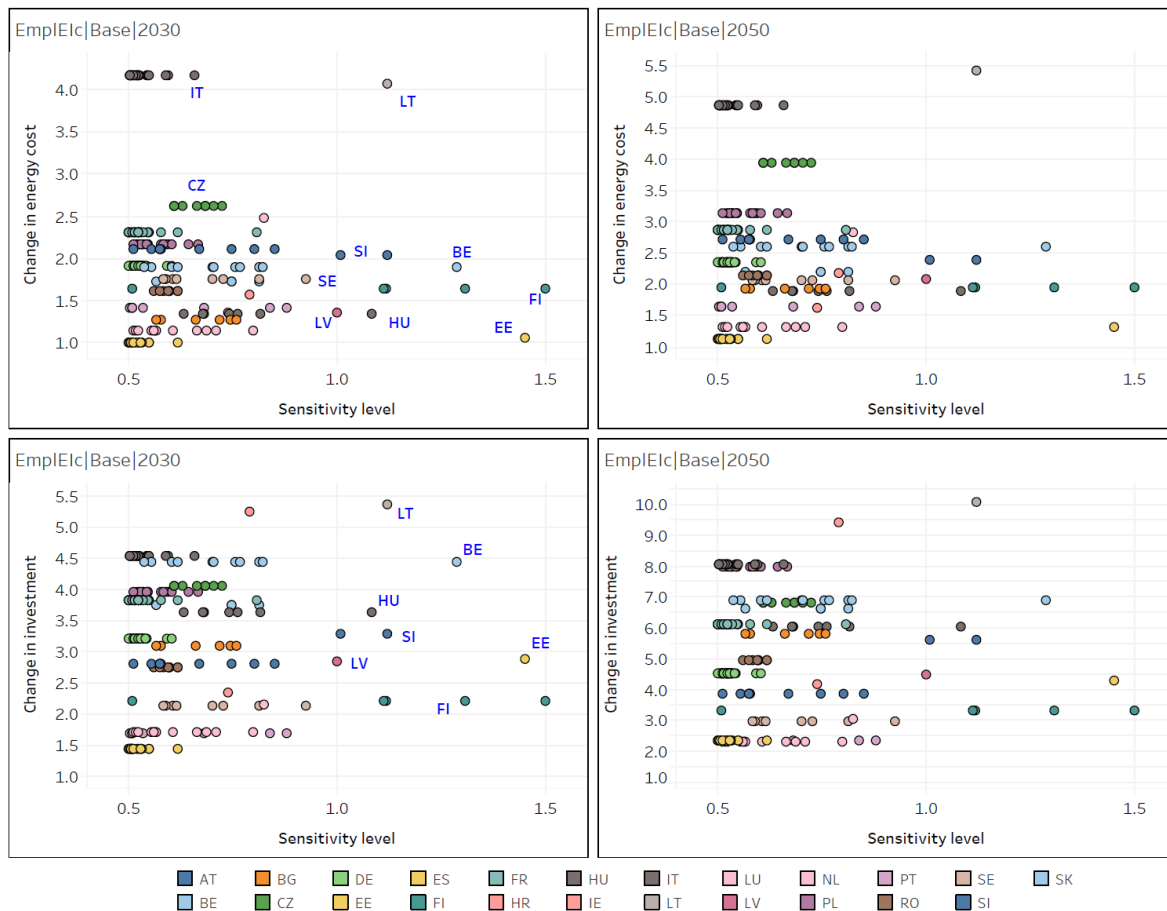 EmplEIc|Base|2030
Change in energy cost
4.0
3.5
3.0
2.5
2.0
1.5
1.0
IT
LT
CZ
SI
BE
SE
FI
LV
HU
EE
0.5
1.0
1.5
Sensitivity level
EmplEIc|Base|2050
Change in energy cost
5.5
5.0
4.5
4.0
3.5
3.0
2.5
2.0
1.5
1.0
0.5
1.0
1.5
Sensitivity level
EmplEIc|Base|2030
Change in investment
5.5
5.0
4.5
4.0
3.5
3.0
2.5
2.0
1.5
1.0
LT
BE
HU
SI
EE
LV
FI
0.5
1.0
1.5
Sensitivity level
EmplEIc|Base|2050
Change in investment
10.0
9.0
8.0
7.0
6.0
5.0
4.0
3.0
2.0
1.0
0.5
1.0
1.5
Sensitivity level
AT BG DE ES FR HU IT LU NL PT SE SK
BE CZ EE FI HR IE LT LV PL RO SI